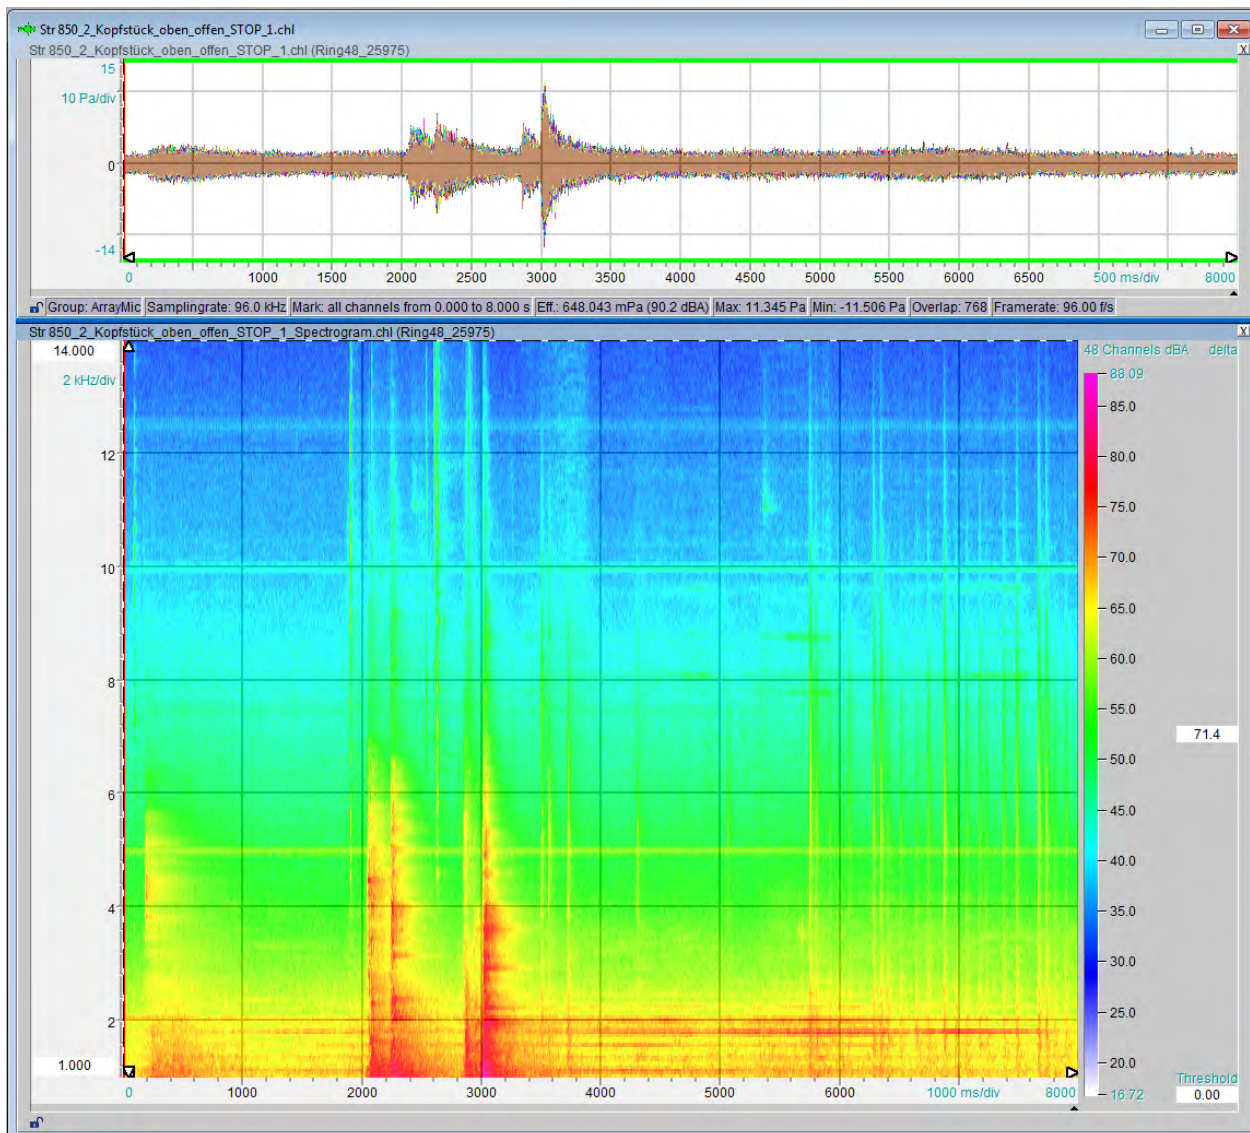 Str 850_2_Kopfstück_oben_offen_STOP_1.chl
Str 850_2_Kopfstück_oben_offen_STOP_1.chl (Ring48_25975)
X
15
10 Pa/div
0
-14
0 1000 1500 2000 2500 3000 3500 4000 4500 5000 5500 6000 6500 500 ms/div 8000
Group: ArrayMic Samplingrate: 96.0 kHz Mark: all channels from 0.000 to 8.000 s Eff.: 648.043 mPa (90.2 dBA) Max: 11.345 Pa Min: -11.506 Pa Overlap: 768 Framerate: 96.00 f/s
Str 850_2_Kopfstück_oben_offen_STOP_1_Spectrogram.chl (Ring48_25975)
X
14.000
2 kHz/div
12
10
8
6
4
2
1.000
0 1000 2000 3000 4000 5000 6000 1000 ms/div 8000
48 Channels dBA delta
88.09
85.0
80.0
75.0
70.0
65.0
60.0
55.0
50.0
45.0
40.0
35.0
30.0
25.0
20.0
16.72
71.4
Threshold
0.00